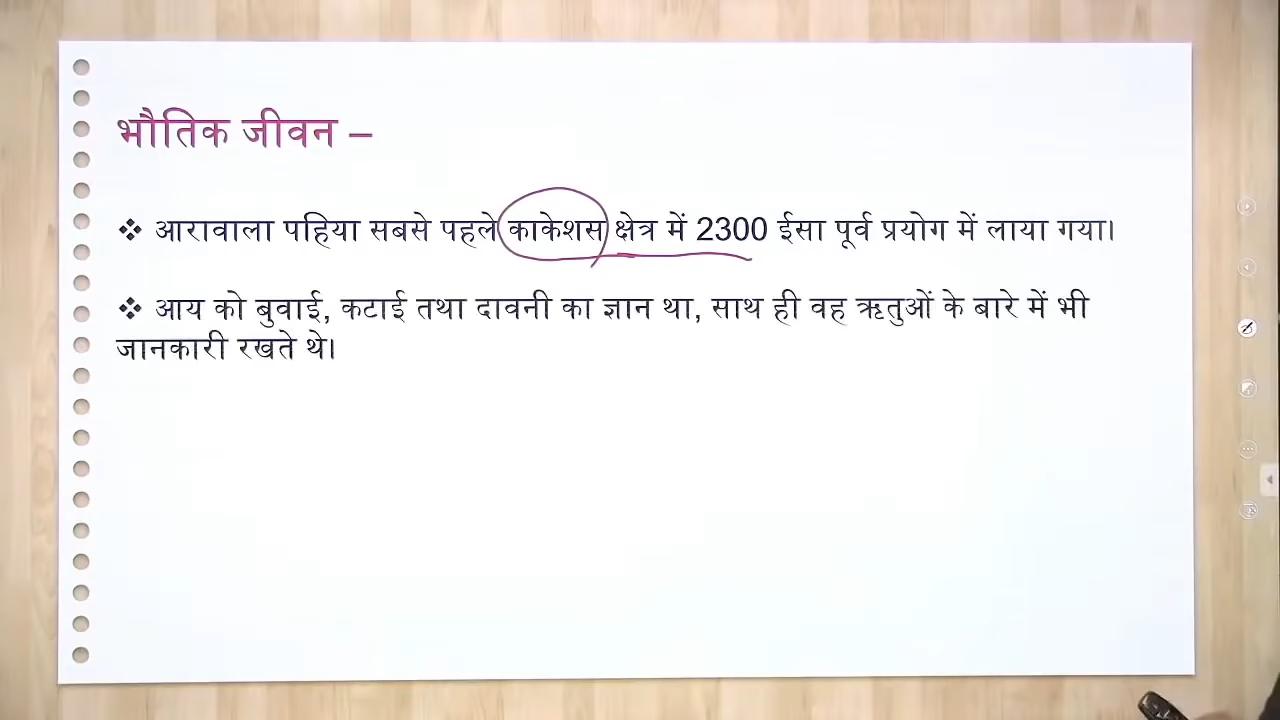 भौतिक जीवन –
❖ आरावाला पहिया सबसे पहले काकेशस क्षेत्र में 2300 ईसा पूर्व प्रयोग में लाया गया।
❖ आय को बुवाई, कटाई तथा दावनी का ज्ञान था, साथ ही वह ऋतुओं के बारे में भी
जानकारी रखते थे।